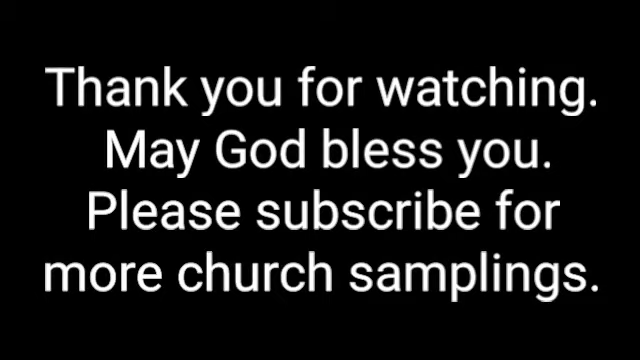 Thank you for watching.
May God bless you.
Please subscribe for
more church samplings.